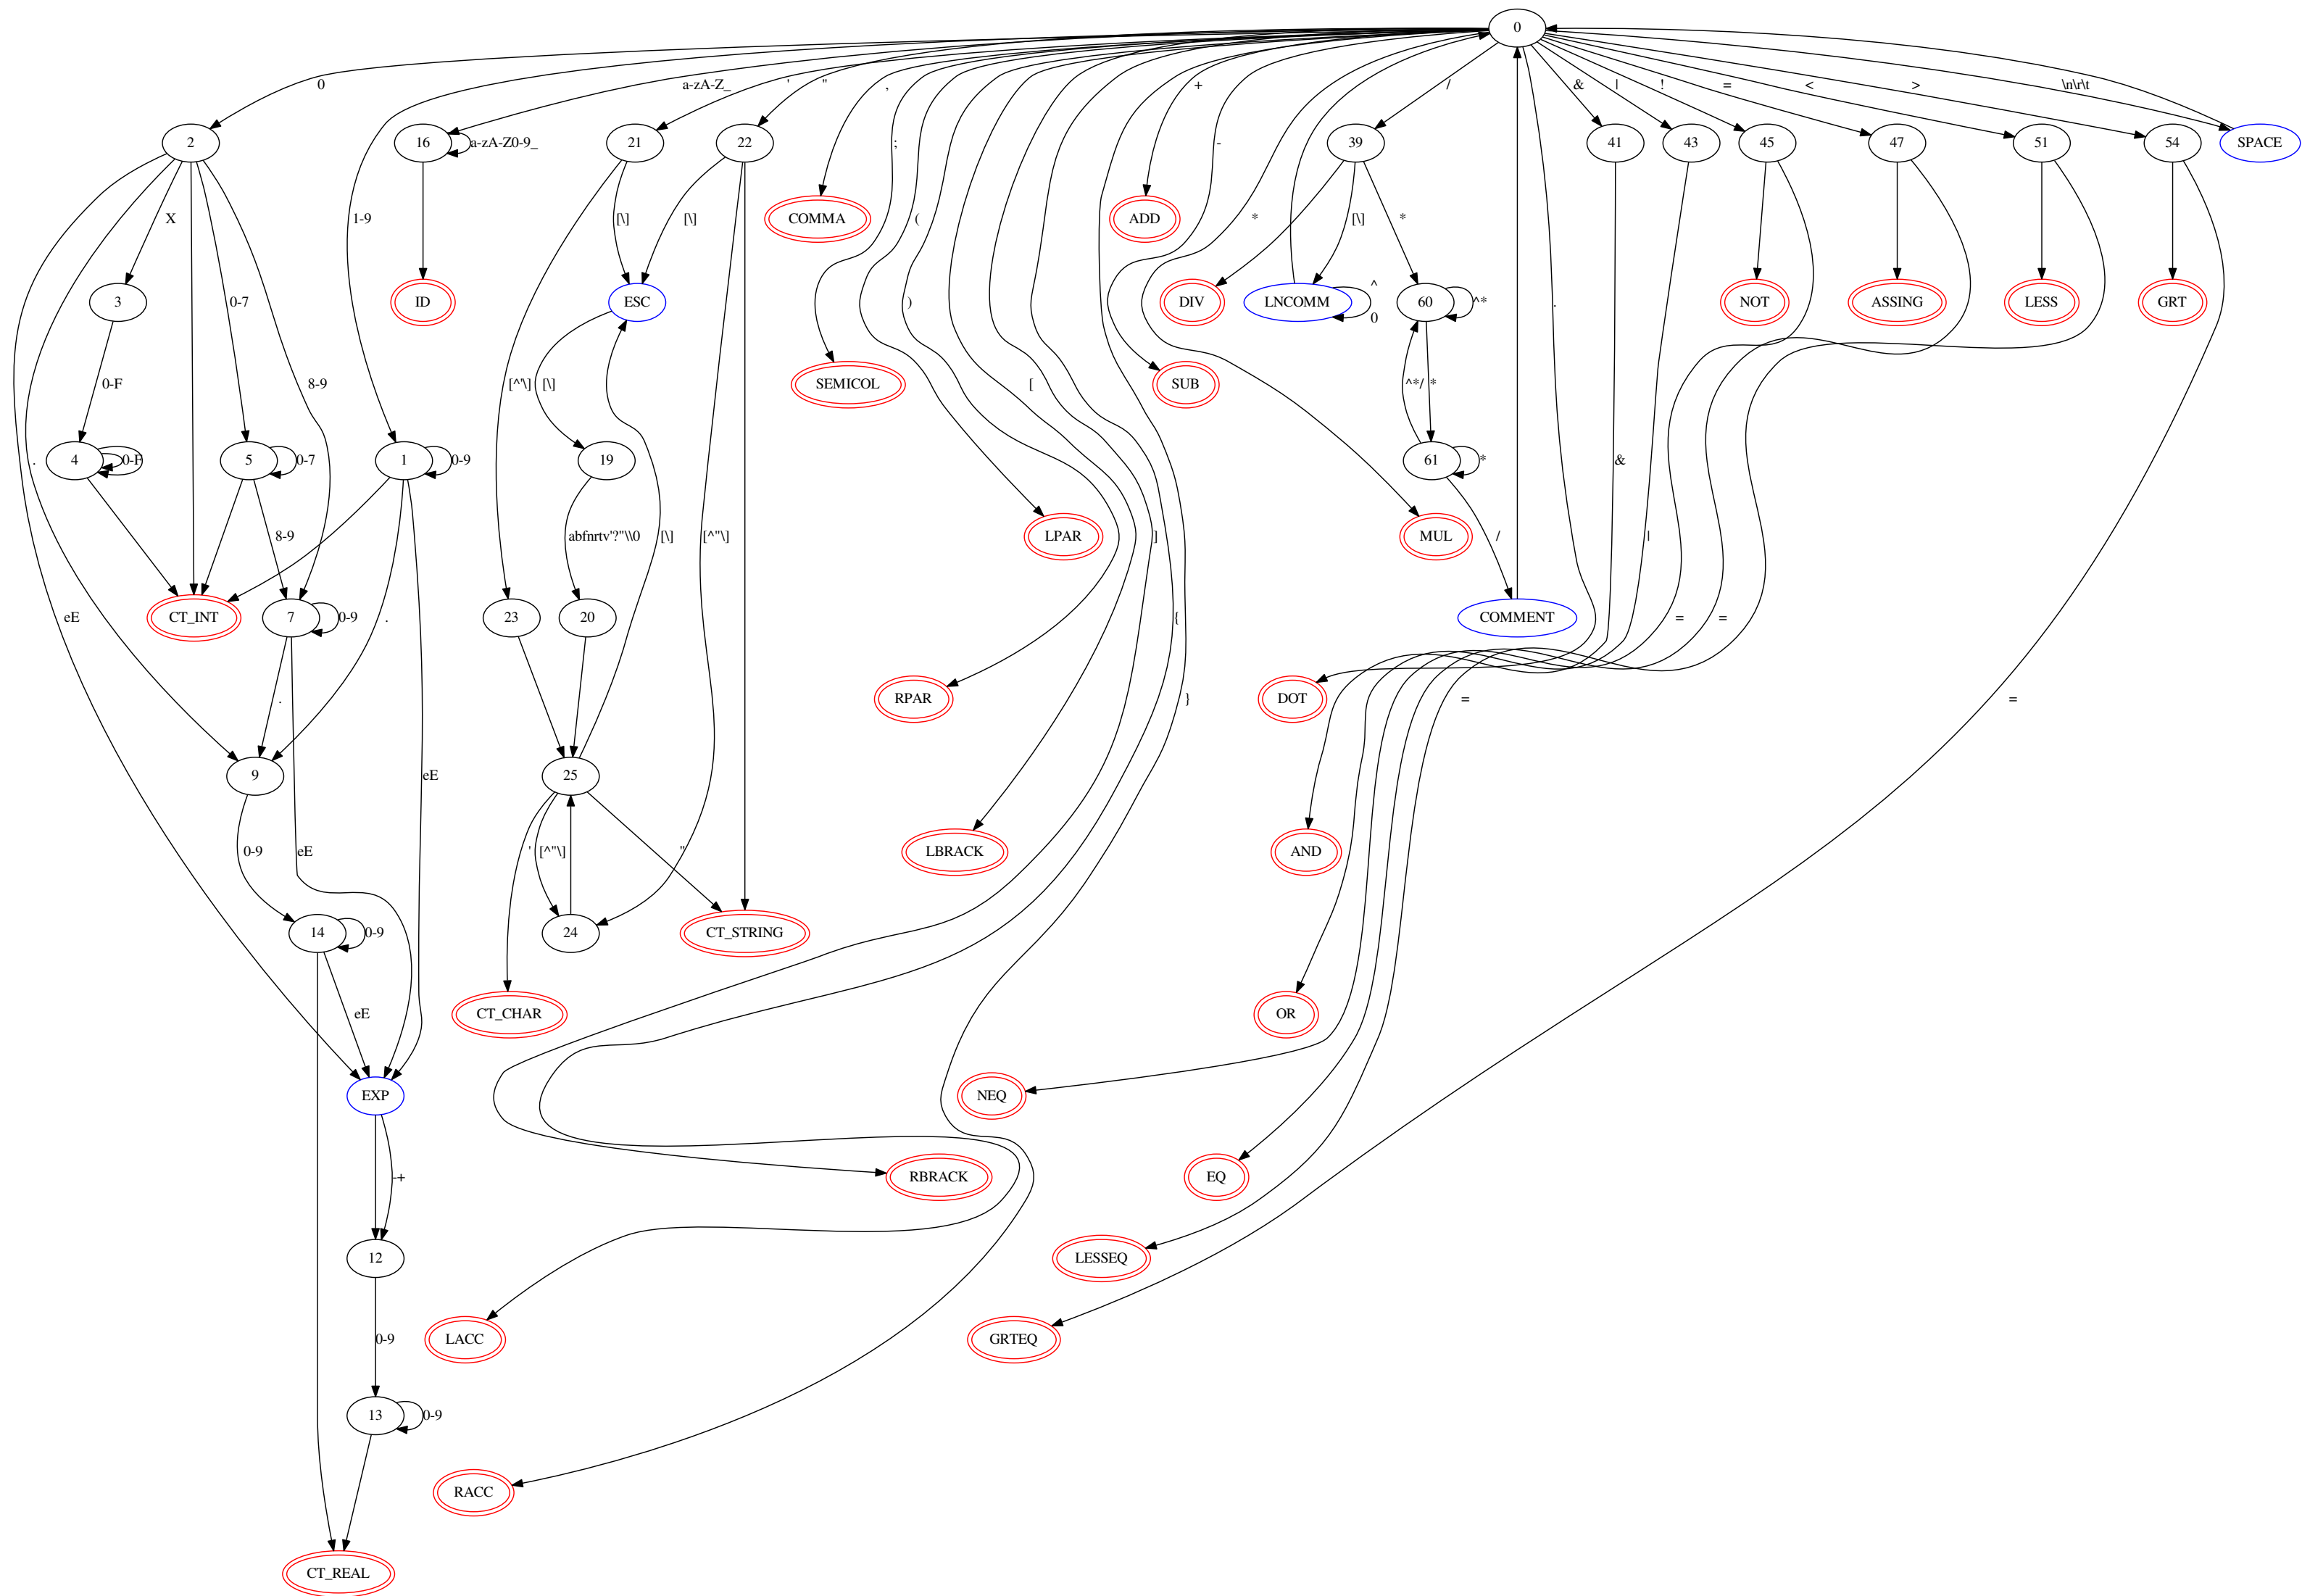 0
0
a-zA-Z_
'
"
,
+
/
&
|
!
=
<
>
\n\r\t
2
16
a-zA-Z0-9_
21
22
39
41
43
45
47
51
54
SPACE
X
1-9
[\]
[\]
;
(
COMMA
-
ADD
*
[\]
*
3
0-7
8-9
ID
ESC
)
[
DIV
LNCOMM
^
0
60
^*
.
NOT
ASSING
LESS
GRT
0-F
[^'\]
[\]
SEMICOL
SUB
^*/
*
.
4
0-F
5
0-7
1
0-9
19
61
*
&
8-9
abfnrtv'?"\\0
[\]
[^"\]
LPAR
]
MUL
/
|
eE
CT_INT
7
0-9
.
23
20
{
COMMENT
=
=
.
RPAR
}
DOT
=
=
9
eE
25
0-9
eE
'
[^"\]
"
LBRACK
AND
14
0-9
24
CT_STRING
eE
CT_CHAR
OR
EXP
NEQ
-+
RBRACK
EQ
12
LESSEQ
0-9
LACC
GRTEQ
13
0-9
RACC
CT_REAL